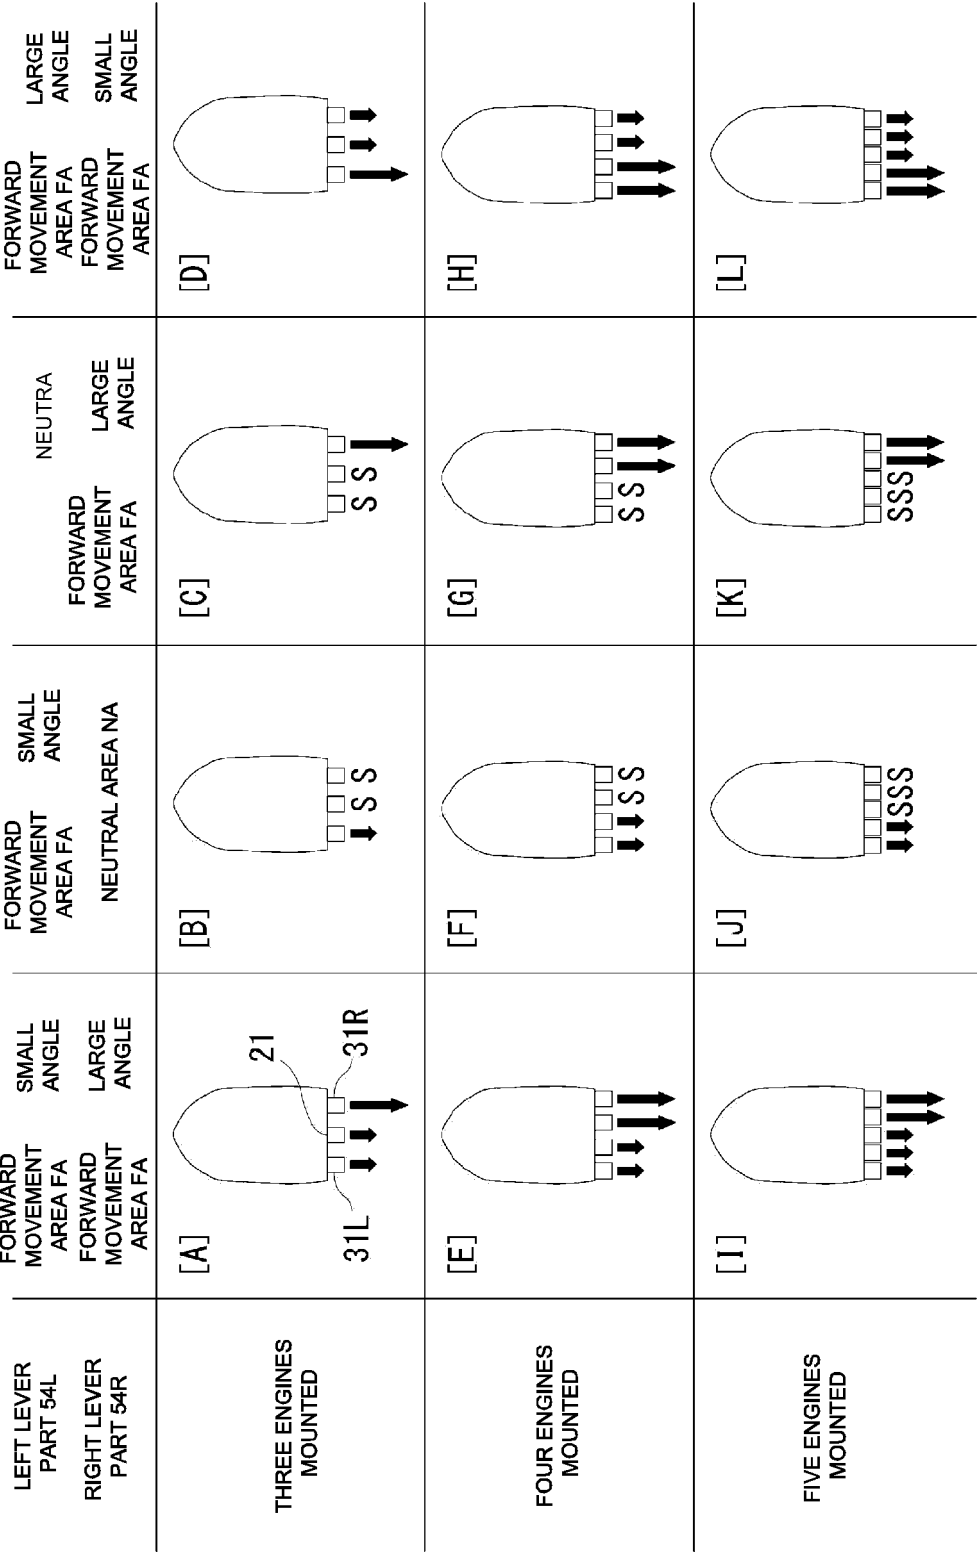 LEFT LEVER
PART 54L
RIGHT LEVER
PART 54R
FORWARD
MOVEMENT
AREA FA
SMALL
ANGLE
FORWARD
MOVEMENT
AREA FA
LARGE
ANGLE
FORWARD
MOVEMENT
AREA FA
SMALL
ANGLE
NEUTRAL AREA NA
NEUTRA
FORWARD
MOVEMENT
AREA FA
LARGE
ANGLE
FORWARD
MOVEMENT
AREA FA
LARGE
ANGLE
FORWARD
MOVEMENT
AREA FA
SMALL
ANGLE
THREE ENGINES
MOUNTED
[A]
21
31L
31R
[B]
S S
[C]
S S
[D]
FOUR ENGINES
MOUNTED
[E]
[F]
S S
[G]
S S
[H]
FIVE ENGINES
MOUNTED
[I]
[J]
SSS
[K]
SSS
[L]